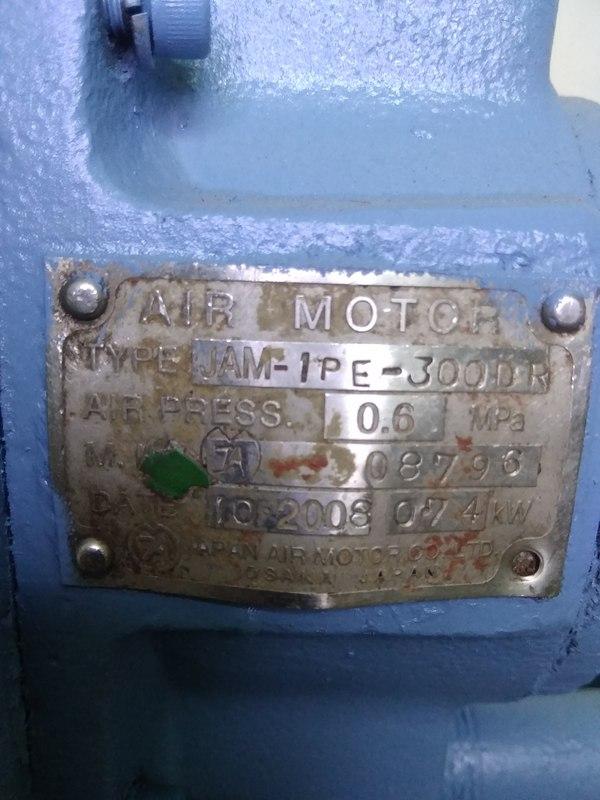 AIR MOTOR
TYPE JAM-1PE-300DR
AIR PRESS. 0.6 MPa
08796
DATE 10-2008 0.74 kW
JAPAN AIR MOTOR CO., LTD.
OSAKA JAPAN